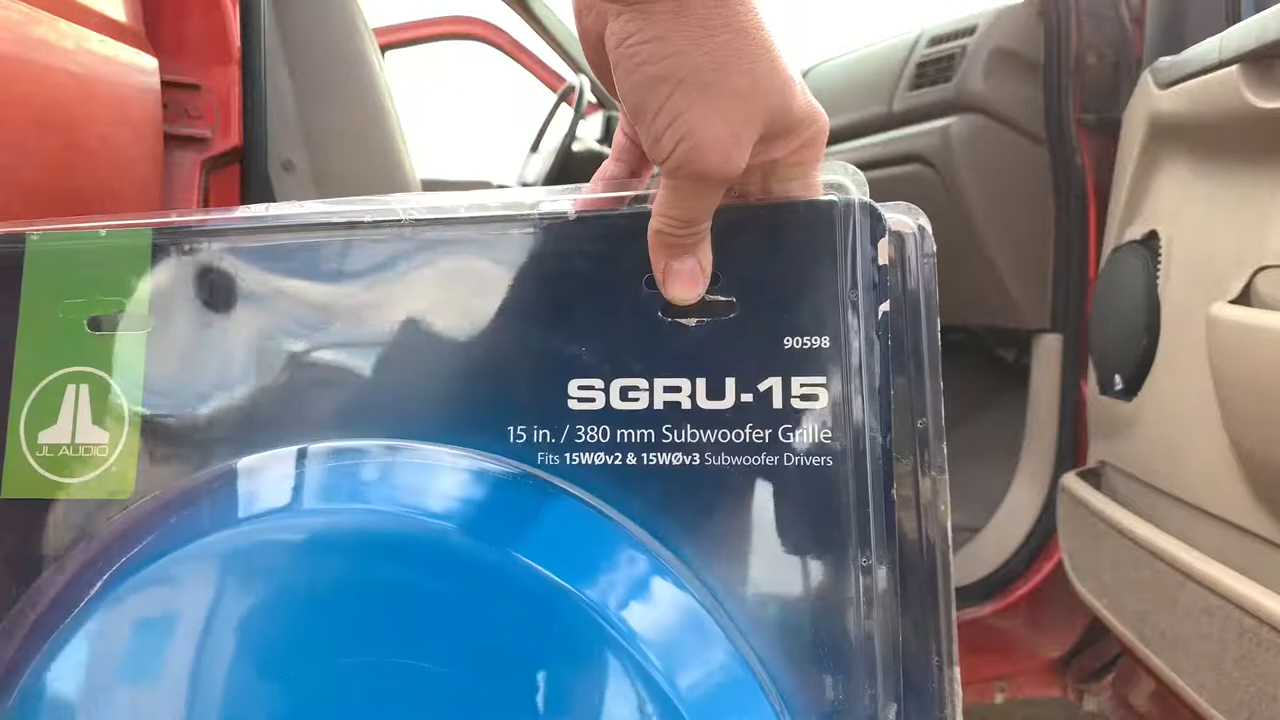 90598
SGRU-15
15 in. / 380 mm Subwoofer Grille
Fits 15WØv2 & 15WØv3 Subwoofer Drivers
JL AUDIO